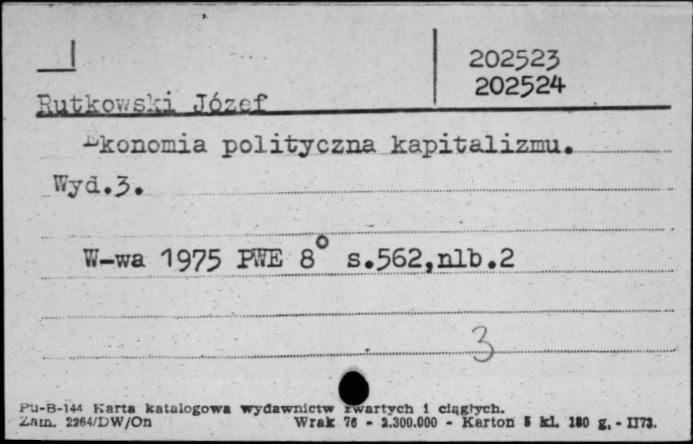 202523
202524
Rutkowski Józef
Ekonomia polityczna kapitalizmu.
Wyd.3.
W-wa 1975 PWE 8° s.562,nlb.2
3
Pu-B-144 Karta katalogowa wydawnictw zwartych i ciągłych.
Zam. 2264/DW/On Wrak 76 - 2.300.000 - Karton 5 kl. 180 g, - II73.